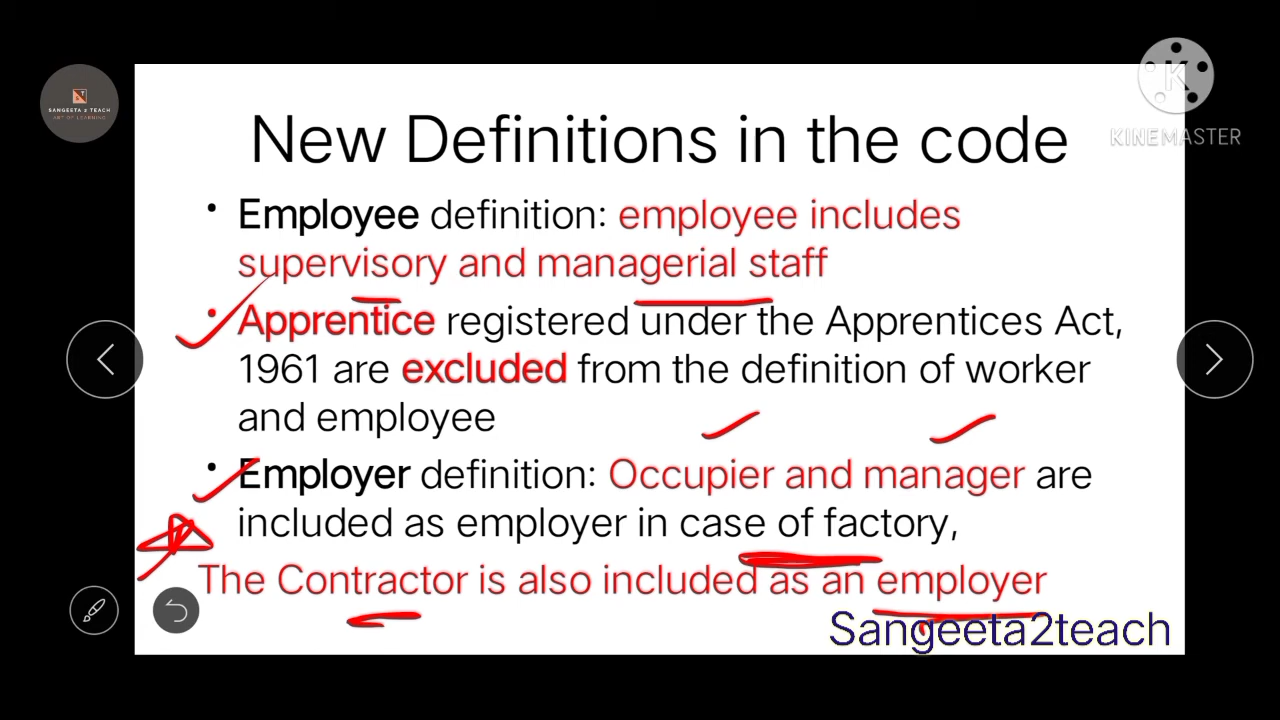 SANGEETA 2 TEACH
ART OF LEARNING
K
KINEMASTER
New Definitions in the code
• Employee definition: employee includes
supervisory and managerial staff
• Apprentice registered under the Apprentices Act,
1961 are excluded from the definition of worker
and employee
• Employer definition: Occupier and manager are
included as employer in case of factory,
The Contractor is also included as an employer
Sangeeta2teach